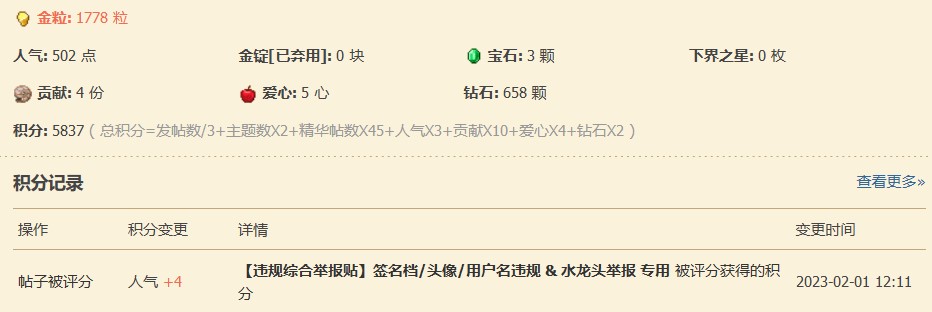 金粒: 1778 粒
人气: 502 点 金锭[已弃用]: 0 块 宝石: 3 颗 下界之星: 0 枚
贡献: 4 份 爱心: 5 心 钻石: 658 颗
积分: 5837 ( 总积分=发帖数/3+主题数X2+精华帖数X45+人气X3+贡献X10+爱心X4+钻石X2 )
积分记录 查看更多»
操作 积分变更 详情 变更时间
帖子被评分 人气 +4 【违规综合举报贴】签名档/头像/用户名违规 & 水龙头举报 专用 被评分获得的积 2023-02-01 12:11
分